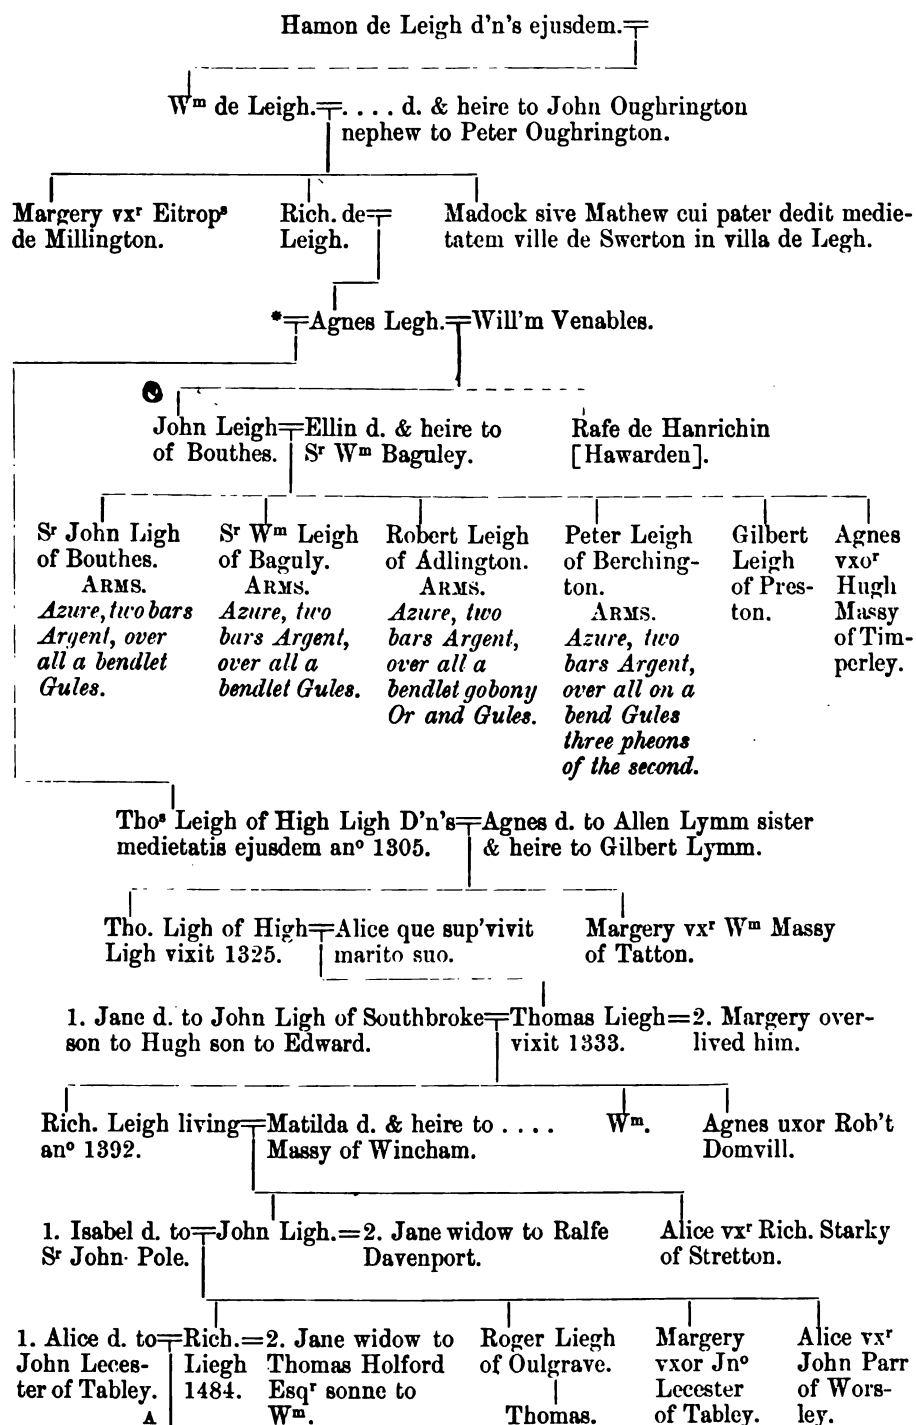 Hamon de Leigh d'n's ejusdem.
Wm de Leigh. . . . . d. & heire to John Oughrington
nephew to Peter Oughrington.
Margery vxr Eitrops
de Millington.
Rich. de
Leigh.
Madock sive Mathew cui pater dedit medie-
tatem ville de Swerton in villa de Legh.
* Agnes Legh. Will'm Venables.
John Leigh
of Bouthes.
Ellin d. & heire to
Sr Wm Baguley.
Rafe de Hanrichin
[Hawarden].
Sr John Ligh
of Bouthes.
ARMS.
Azure, two bars
Argent, over
all a bendlet
Gules.
Sr Wm Leigh
of Baguly.
ARMS.
Azure, two
bars Argent,
over all a
bendlet Gules.
Robert Leigh
of Adlington.
ARMS.
Azure, two
bars Argent,
over all a
bendlet gobony
Or and Gules.
Peter Leigh
of Berching-
ton.
ARMS.
Azure, two
bars Argent,
over all on a
bend Gules
three pheons
of the second.
Gilbert
Leigh
of Pres-
ton.
Agnes
vxor
Hugh
Massy
of Tim-
perley.
Thos Leigh of High Ligh D'n's
medietatis ejusdem ano 1305.
Agnes d. to Allen Lymm sister
& heire to Gilbert Lymm.
Tho. Ligh of High
Ligh vixit 1325.
Alice que sup'vivit
marito suo.
Margery vxr Wm Massy
of Tatton.
1. Jane d. to John Ligh of Southbroke
son to Hugh son to Edward.
Thomas Liegh
vixit 1333.
=2. Margery over-
lived him.
Rich. Leigh living
ano 1392.
Matilda d. & heire to . . . .
Massy of Wincham.
Wm.
Agnes uxor Rob't
Domvill.
1. Isabel d. to
Sr John Pole.
John Ligh.
=2. Jane widow to Ralfe
Davenport.
Alice vxr Rich. Starky
of Stretton.
1. Alice d. to
John Leces-
ter of Tabley.
A
Rich.
Liegh
1484.
=2. Jane widow to
Thomas Holford
Esqr sonne to
Wm.
Roger Liegh
of Oulgrave.
Thomas.
Margery
vxor Jno
Lecester
of Tabley.
Alice vxr
John Parr
of Wors-
ley.